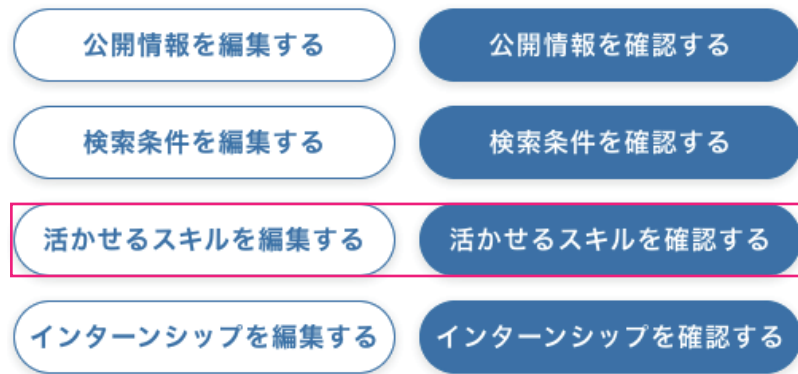 公開情報を編集する 公開情報を確認する
検索条件を編集する 検索条件を確認する
活かせるスキルを編集する 活かせるスキルを確認する
インターンシップを編集する インターンシップを確認する